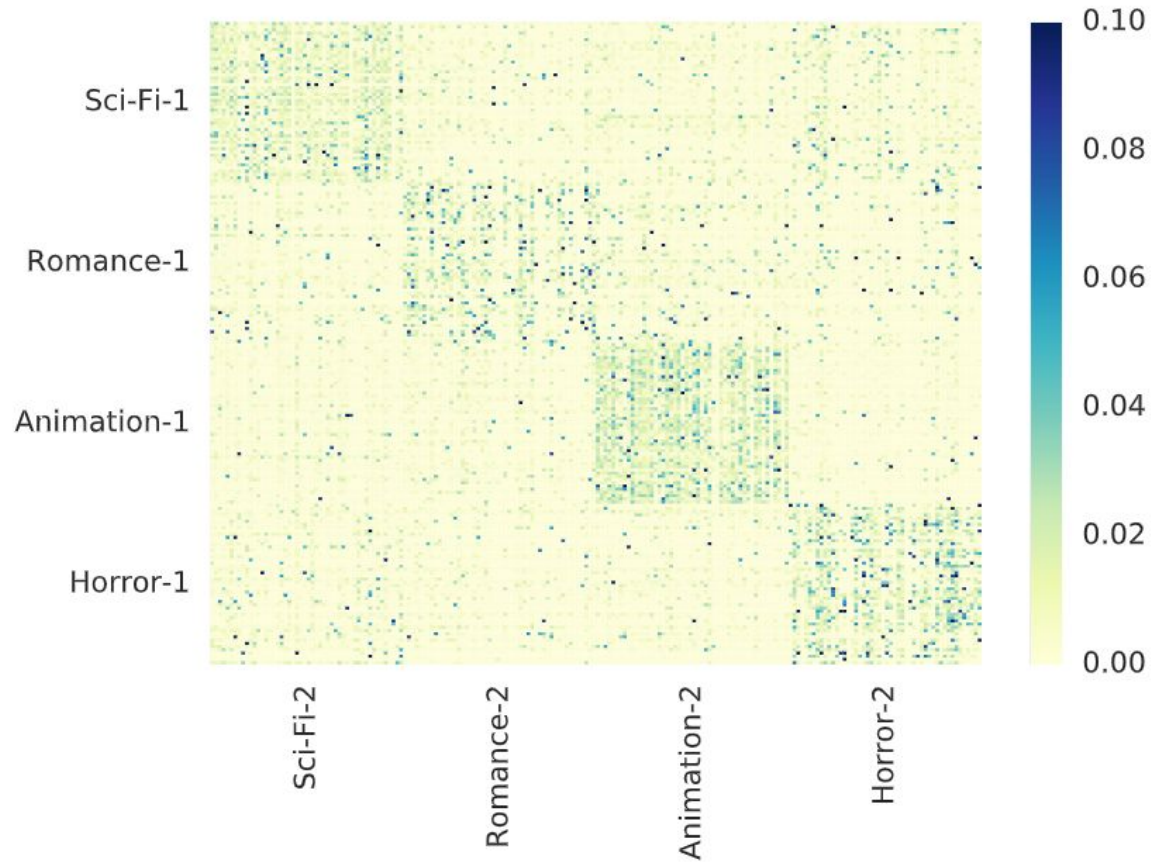 0.10
Sci-Fi-1
0.08
Romance-1
0.06
0.04
Animation-1
0.02
Horror-1
0.00
Sci-Fi-2
Romance-2
Animation-2
Horror-2